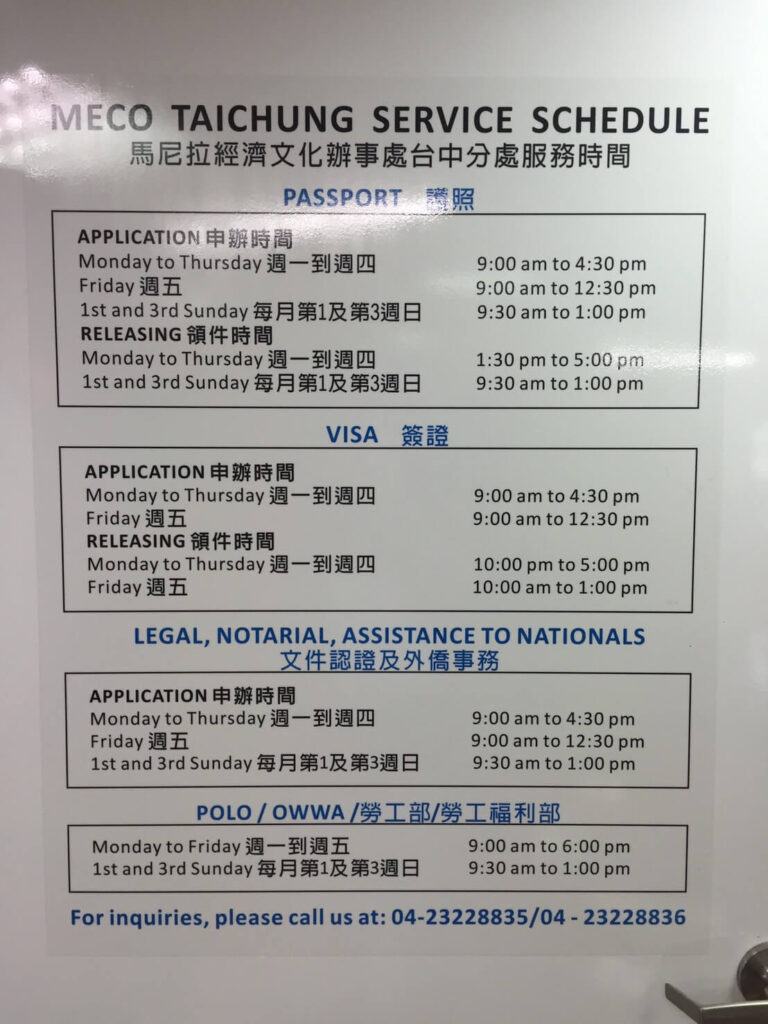 MECO TAICHUNG SERVICE SCHEDULE
馬尼拉經濟文化辦事處台中分處服務時間
PASSPORT 護照
APPLICATION 申辦時間
Monday to Thursday 週一到週四 9:00 am to 4:30 pm
Friday 週五 9:00 am to 12:30 pm
1st and 3rd Sunday 每月第1及第3週日 9:30 am to 1:00 pm
RELEASING 領件時間
Monday to Thursday 週一到週四 1:30 pm to 5:00 pm
1st and 3rd Sunday 每月第1及第3週日 9:30 am to 1:00 pm
VISA 簽證
APPLICATION 申辦時間
Monday to Thursday 週一到週四 9:00 am to 4:30 pm
Friday 週五 9:00 am to 12:30 pm
RELEASING 領件時間
Monday to Thursday 週一到週四 10:00 pm to 5:00 pm
Friday 週五 10:00 am to 1:00 pm
LEGAL, NOTARIAL, ASSISTANCE TO NATIONALS
文件認證及外僑事務
APPLICATION 申辦時間
Monday to Thursday 週一到週四 9:00 am to 4:30 pm
Friday 週五 9:00 am to 12:30 pm
1st and 3rd Sunday 每月第1及第3週日 9:30 am to 1:00 pm
POLO / OWWA /勞工部/勞工福利部
Monday to Friday 週一到週五 9:00 am to 6:00 pm
1st and 3rd Sunday 每月第1及第3週日 9:30 am to 1:00 pm
For inquiries, please call us at: 04-23228835/04 - 23228836